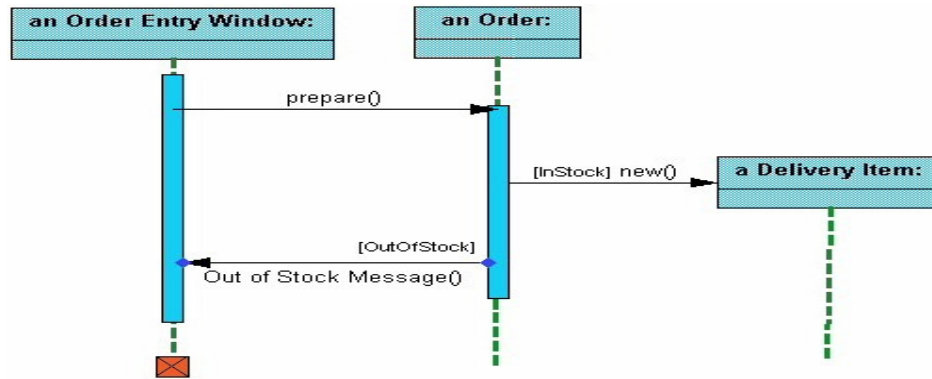 an Order Entry Window:
an Order:
prepare()
[InStock] new()
a Delivery Item:
[OutOfStock]
Out of Stock Message()